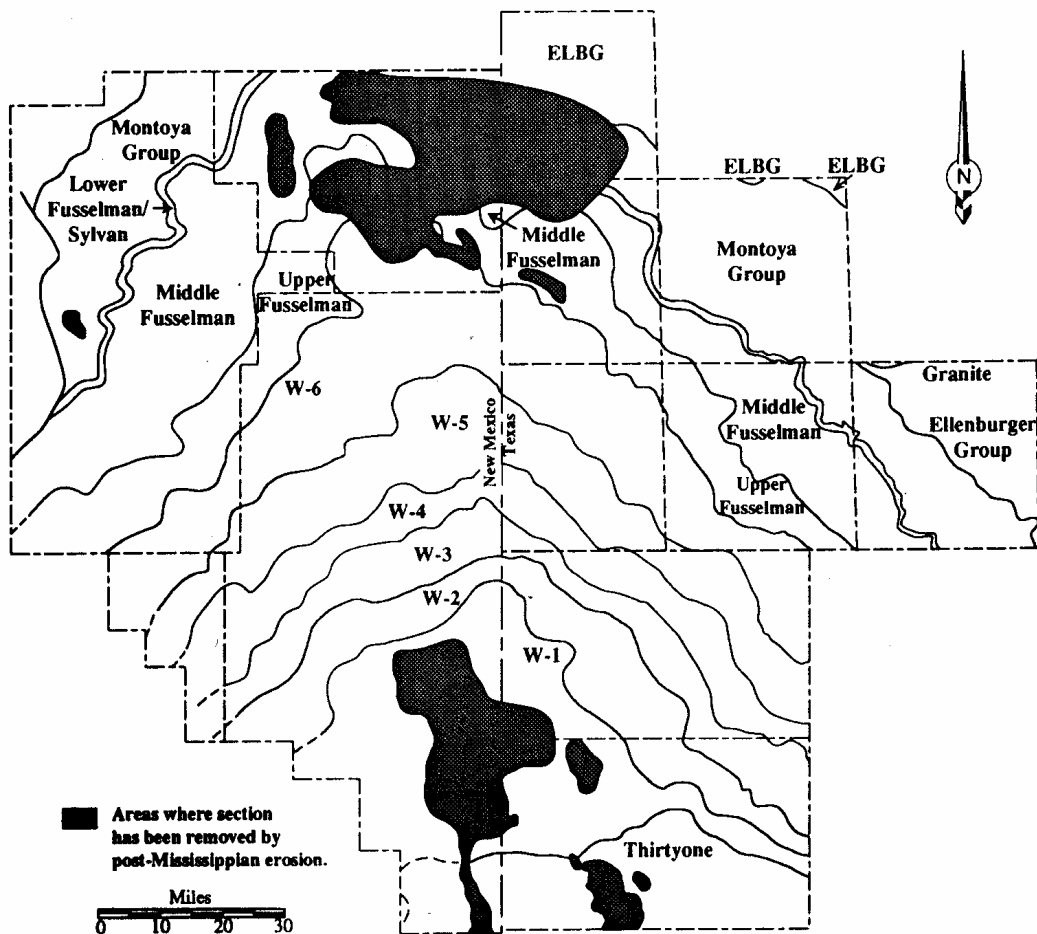 ELBG
Montoya
Group
ELBG
ELBG
N
Lower
Fusselman/
Sylvan
Middle
Fusselman
Montoya
Group
Middle
Fusselman
Upper
Fusselman
W-6
Granite
Middle
Fusselman
Ellenburger
Group
W-5
New Mexico
Texas
Upper
Fusselman
W-4
W-3
W-2
W-1
Areas where section
has been removed by
post-Mississippian erosion.
Thirtyone
Miles
0 10 20 30